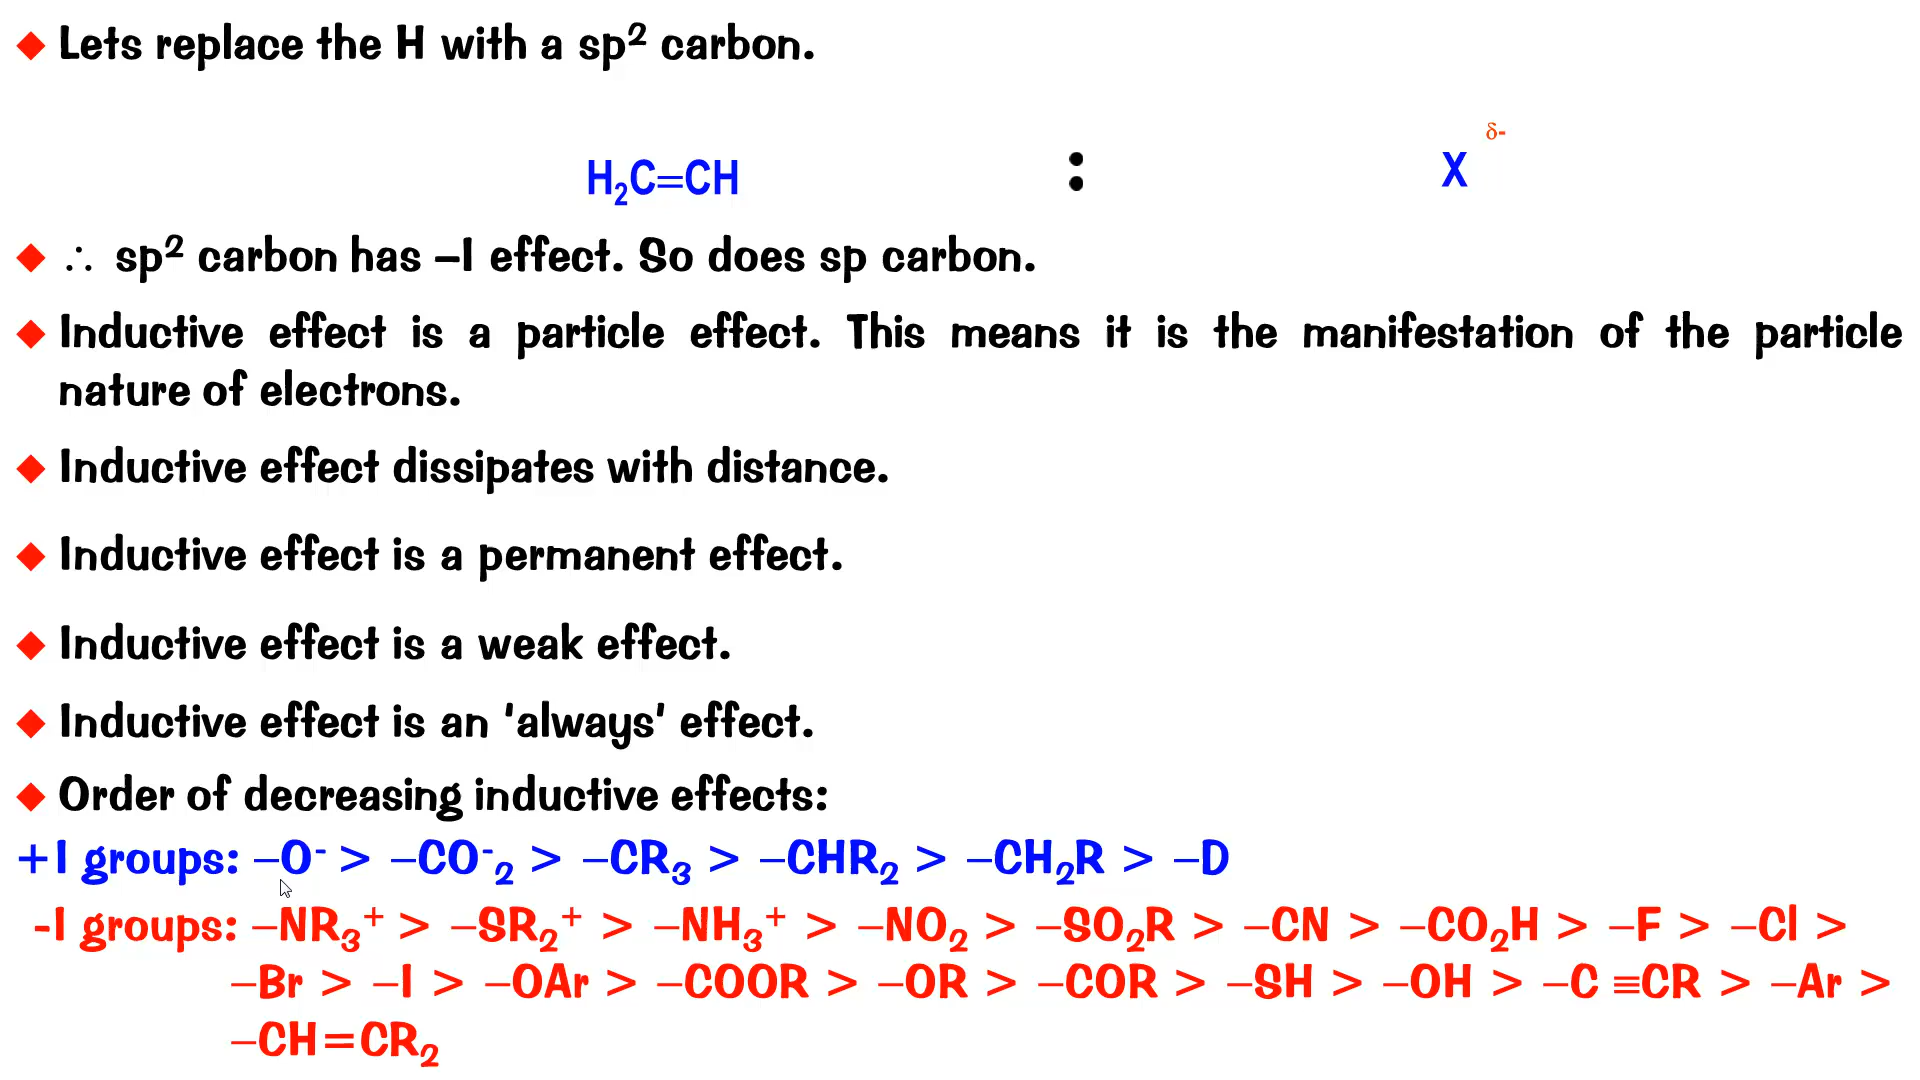 ◆ Lets replace the H with a sp² carbon.
H₂C=CH : X δ-
◆ ∴ sp² carbon has –I effect. So does sp carbon.
◆ Inductive effect is a particle effect. This means it is the manifestation of the particle
nature of electrons.
◆ Inductive effect dissipates with distance.
◆ Inductive effect is a permanent effect.
◆ Inductive effect is a weak effect.
◆ Inductive effect is an 'always' effect.
◆ Order of decreasing inductive effects:
+I groups: –O⁻ > –CO⁻₂ > –CR₃ > –CHR₂ > –CH₂R > –D
-I groups: –NR₃⁺ > –SR₂⁺ > –NH₃⁺ > –NO₂ > –SO₂R > –CN > –CO₂H > –F > –Cl >
–Br > –I > –OAr > –COOR > –OR > –COR > –SH > –OH > –C ≡CR > –Ar >
–CH=CR₂